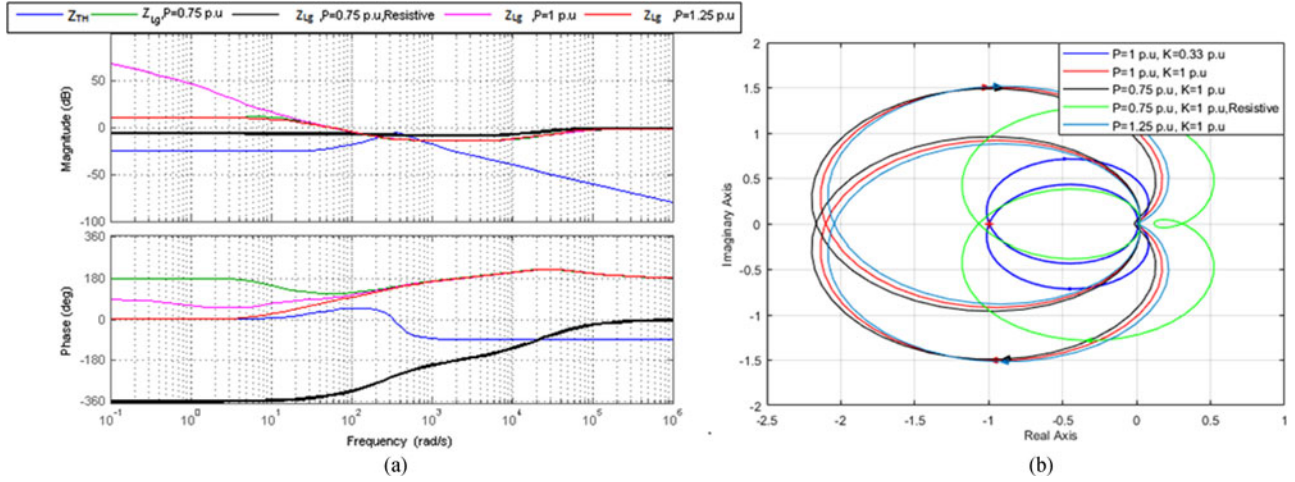 Z_TH Z_Lg,P=0.75 p.u Z_Lg ,P=0.75 p.u,Resistive Z_Lg ,P=1 p.u Z_Lg ,P=1.25 p.u
Magnitude (dB)
50
0
-50
-100
Phase (deg)
360
180
0
-180
-360
10^-1 10^0 10^1 10^2 10^3 10^4 10^5 10^6
Frequency (rad/s)
(a)
P=1 p.u, K=0.33 p.u
P=1 p.u, K=1 p.u
P=0.75 p.u, K=1 p.u
P=0.75 p.u, K=1 p.u,Resistive
P=1.25 p.u, K=1 p.u
Imaginary Axis
2
1.5
1
0.5
0
-0.5
-1
-1.5
-2
-2.5 -2 -1.5 -1 -0.5 0 0.5 1
Real Axis
(b)